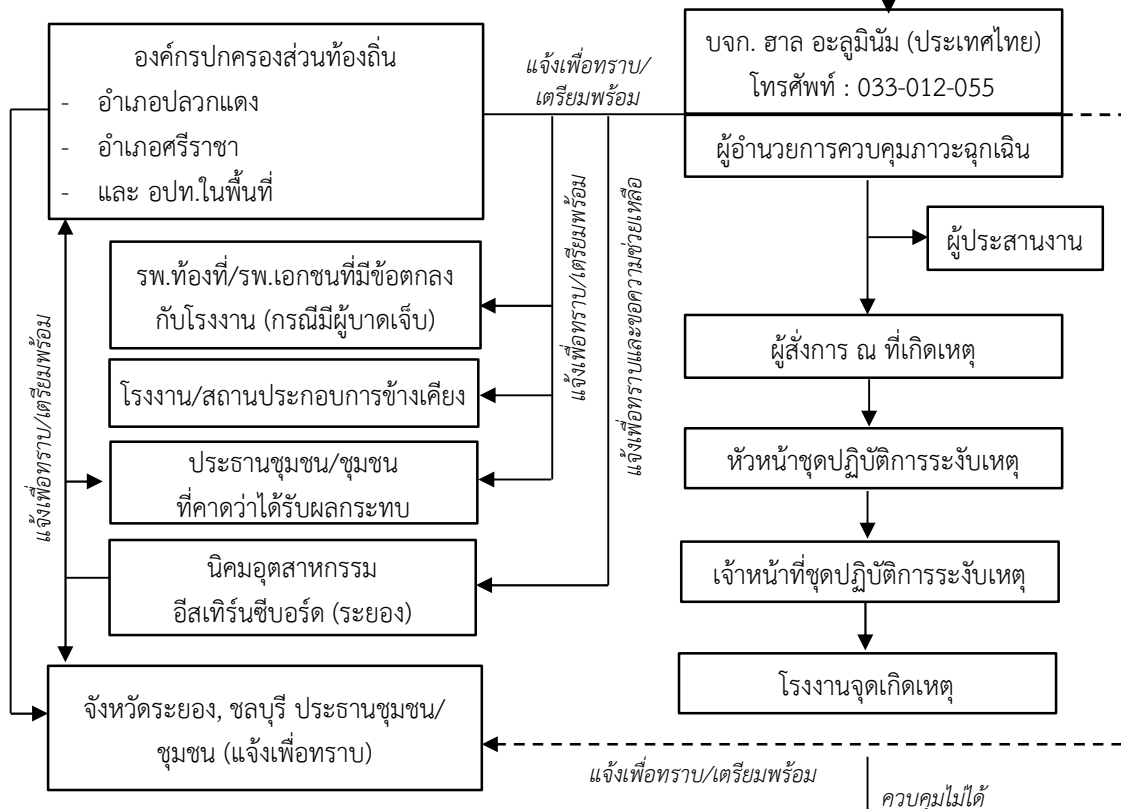 องค์กรปกครองส่วนท้องถิ่น
- อำเภอปลวกแดง
- อำเภอศรีราชา
- และ อปท.ในพื้นที่
แจ้งเพื่อทราบ/
เตรียมพร้อม
บจก. ฮาล อะลูมินัม (ประเทศไทย)
โทรศัพท์ : 033-012-055
ผู้อำนวยการควบคุมภาวะฉุกเฉิน
ผู้ประสานงาน
แจ้งเพื่อทราบ/เตรียมพร้อม
แจ้งเพื่อทราบและขอความช่วยเหลือ
รพ.ท้องที่/รพ.เอกชนที่มีข้อตกลง
กับโรงงาน (กรณีมีผู้บาดเจ็บ)
ผู้สั่งการ ณ ที่เกิดเหตุ
แจ้งเพื่อทราบ/เตรียมพร้อม
โรงงาน/สถานประกอบการข้างเคียง
ประธานชุมชน/ชุมชน
ที่คาดว่าได้รับผลกระทบ
หัวหน้าชุดปฏิบัติการระงับเหตุ
นิคมอุตสาหกรรม
อีสเทิร์นซีบอร์ด (ระยอง)
เจ้าหน้าที่ชุดปฏิบัติการระงับเหตุ
โรงงานจุดเกิดเหตุ
จังหวัดระยอง, ชลบุรี ประธานชุมชน/
ชุมชน (แจ้งเพื่อทราบ)
แจ้งเพื่อทราบ/เตรียมพร้อม
ควบคุมไม่ได้